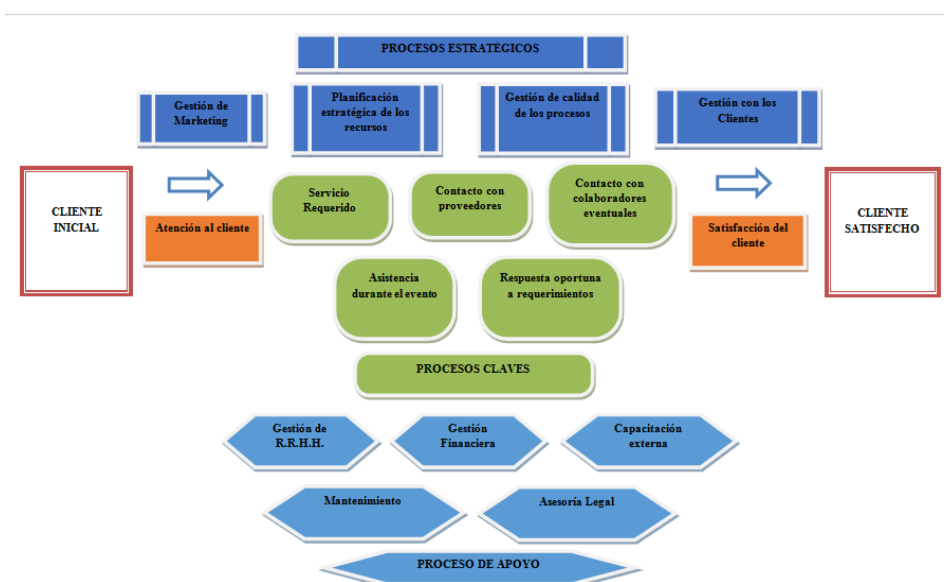 PROCESOS ESTRATÉGICOS
Gestión de
Marketing
Planificación
estratégica de los
recursos
Gestión de calidad
de los procesos
Gestión con los
Clientes
CLIENTE
INICIAL
Atención al cliente
Servicio
Requerido
Contacto con
proveedores
Contacto con
colaboradores
eventuales
Satisfacción del
cliente
CLIENTE
SATISFECHO
Asistencia
durante el evento
Respuesta oportuna
a requerimientos
PROCESOS CLAVES
Gestión de
R.R.H.H.
Gestión
Financiera
Capacitación
externa
Mantenimiento
Asesoría Legal
PROCESO DE APOYO